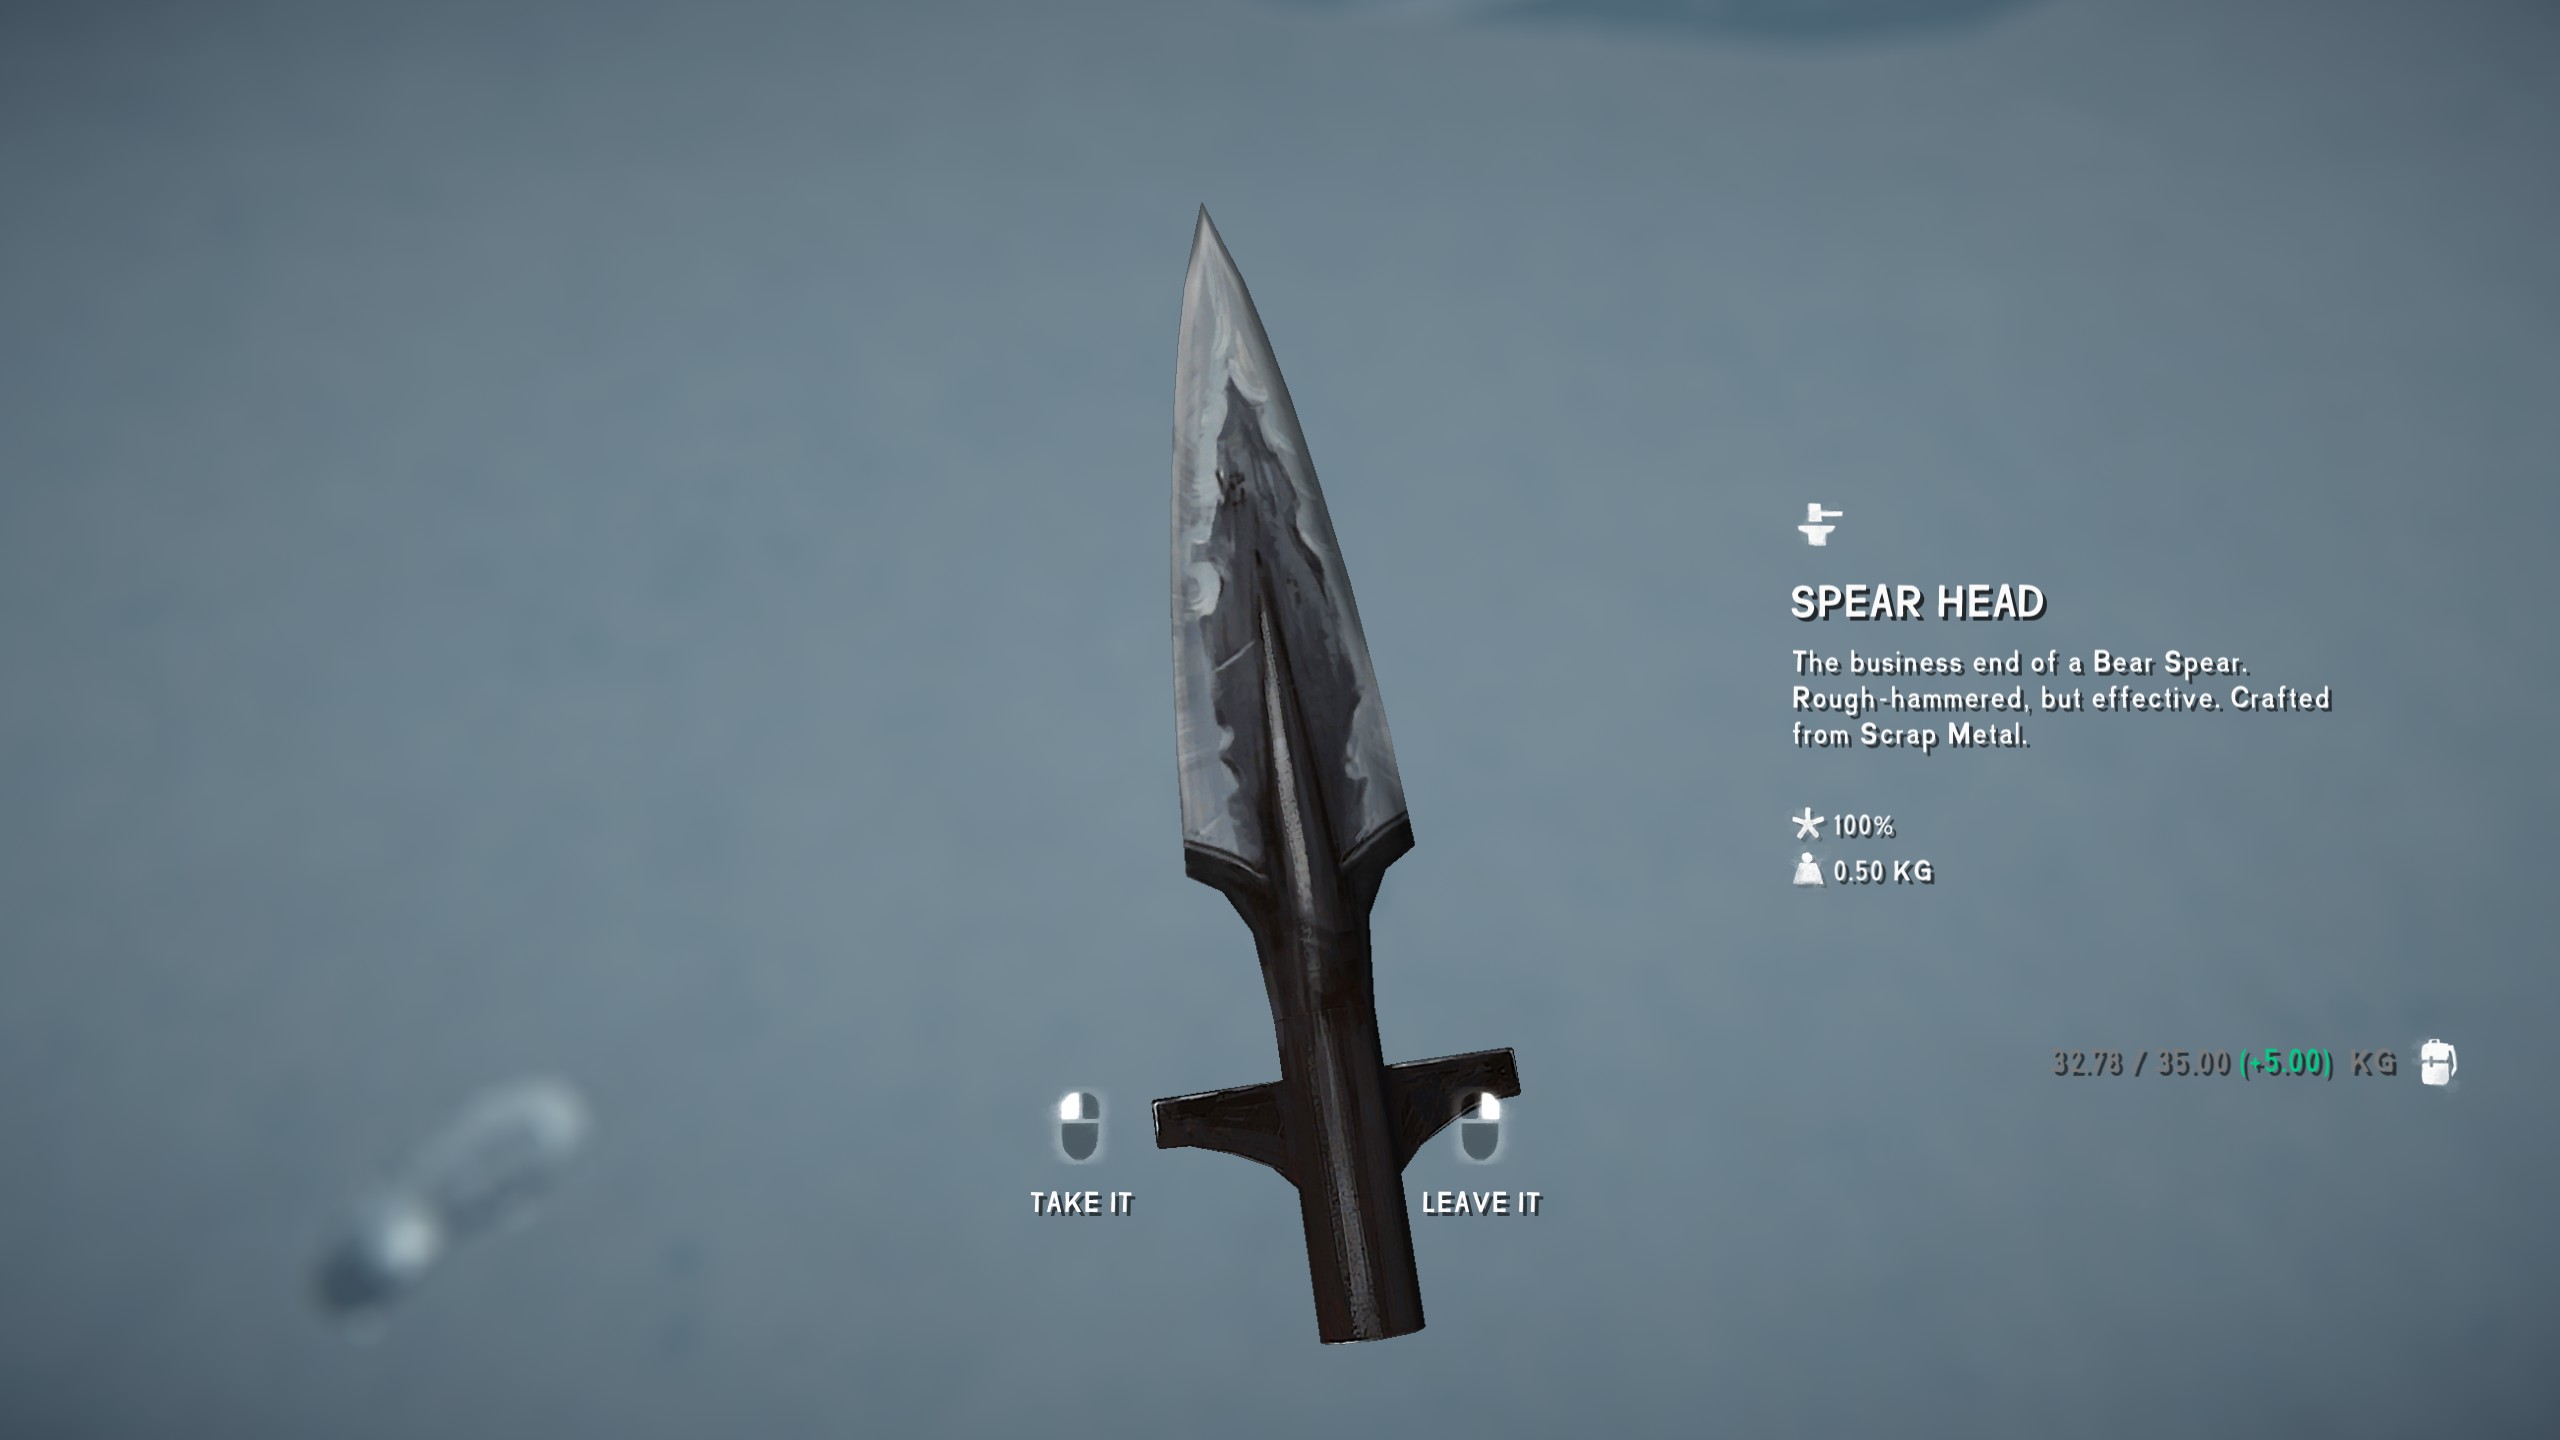 SPEAR HEAD
The business end of a Bear Spear.
Rough-hammered, but effective. Crafted
from Scrap Metal.
100%
0.50 KG
32.78 / 35.00 (+5.00) KG
TAKE IT
LEAVE IT